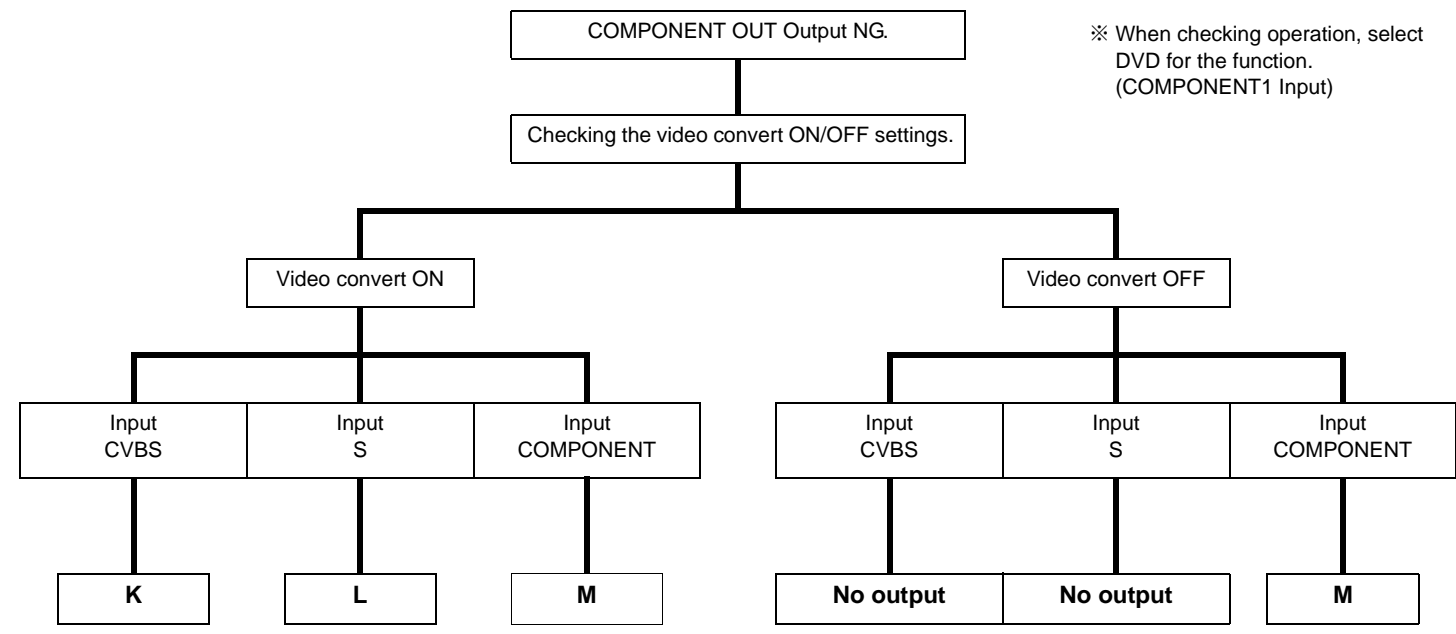 COMPONENT OUT Output NG.
※ When checking operation, select
DVD for the function.
(COMPONENT1 Input)
Checking the video convert ON/OFF settings.
Video convert ON
Video convert OFF
Input
CVBS
Input
S
Input
COMPONENT
Input
CVBS
Input
S
Input
COMPONENT
K
L
M
No output
No output
M